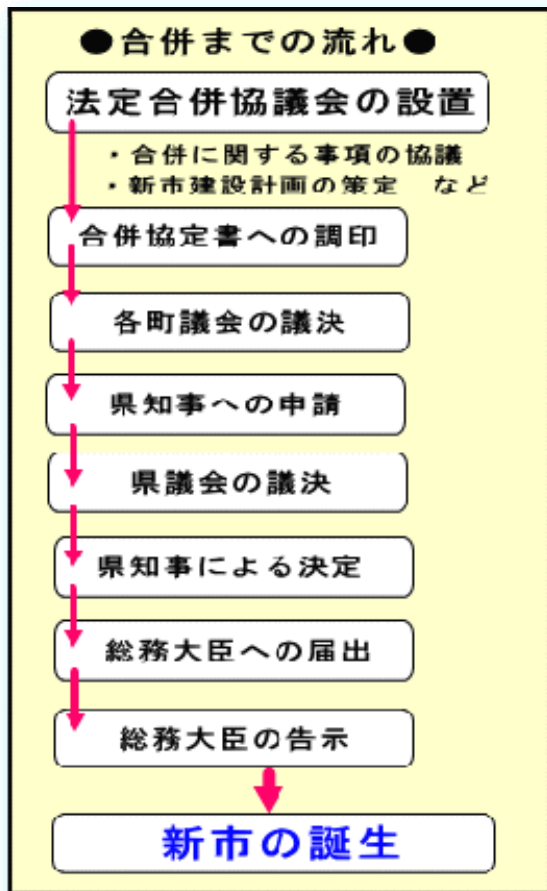 ●合併までの流れ●
法定合併協議会の設置
・合併に関する事項の協議
・新市建設計画の策定　など
合併協定書への調印
各町議会の議決
県知事への申請
県議会の議決
県知事による決定
総務大臣への届出
総務大臣の告示
新市の誕生